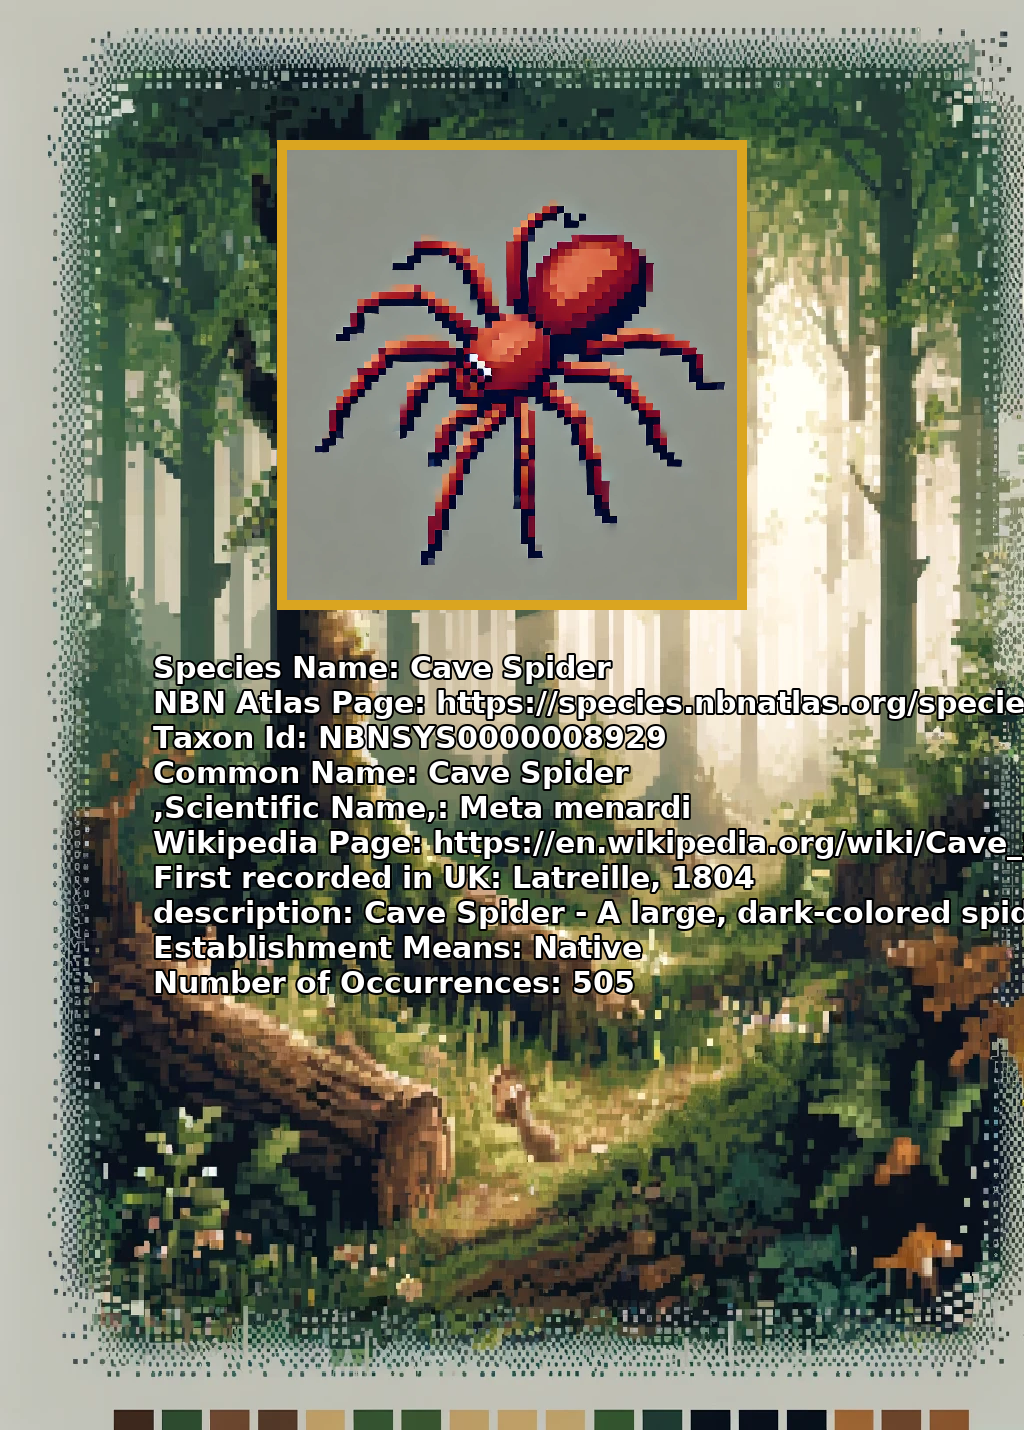 Species Name: Cave Spider
NBN Atlas Page: https://species.nbnatlas.org/specie
Taxon Id: NBNSYS0000008929
Common Name: Cave Spider
,Scientific Name,: Meta menardi
Wikipedia Page: https://en.wikipedia.org/wiki/Cave_
First recorded in UK: Latreille, 1804
description: Cave Spider - A large, dark-colored spid
Establishment Means: Native
Number of Occurrences: 505